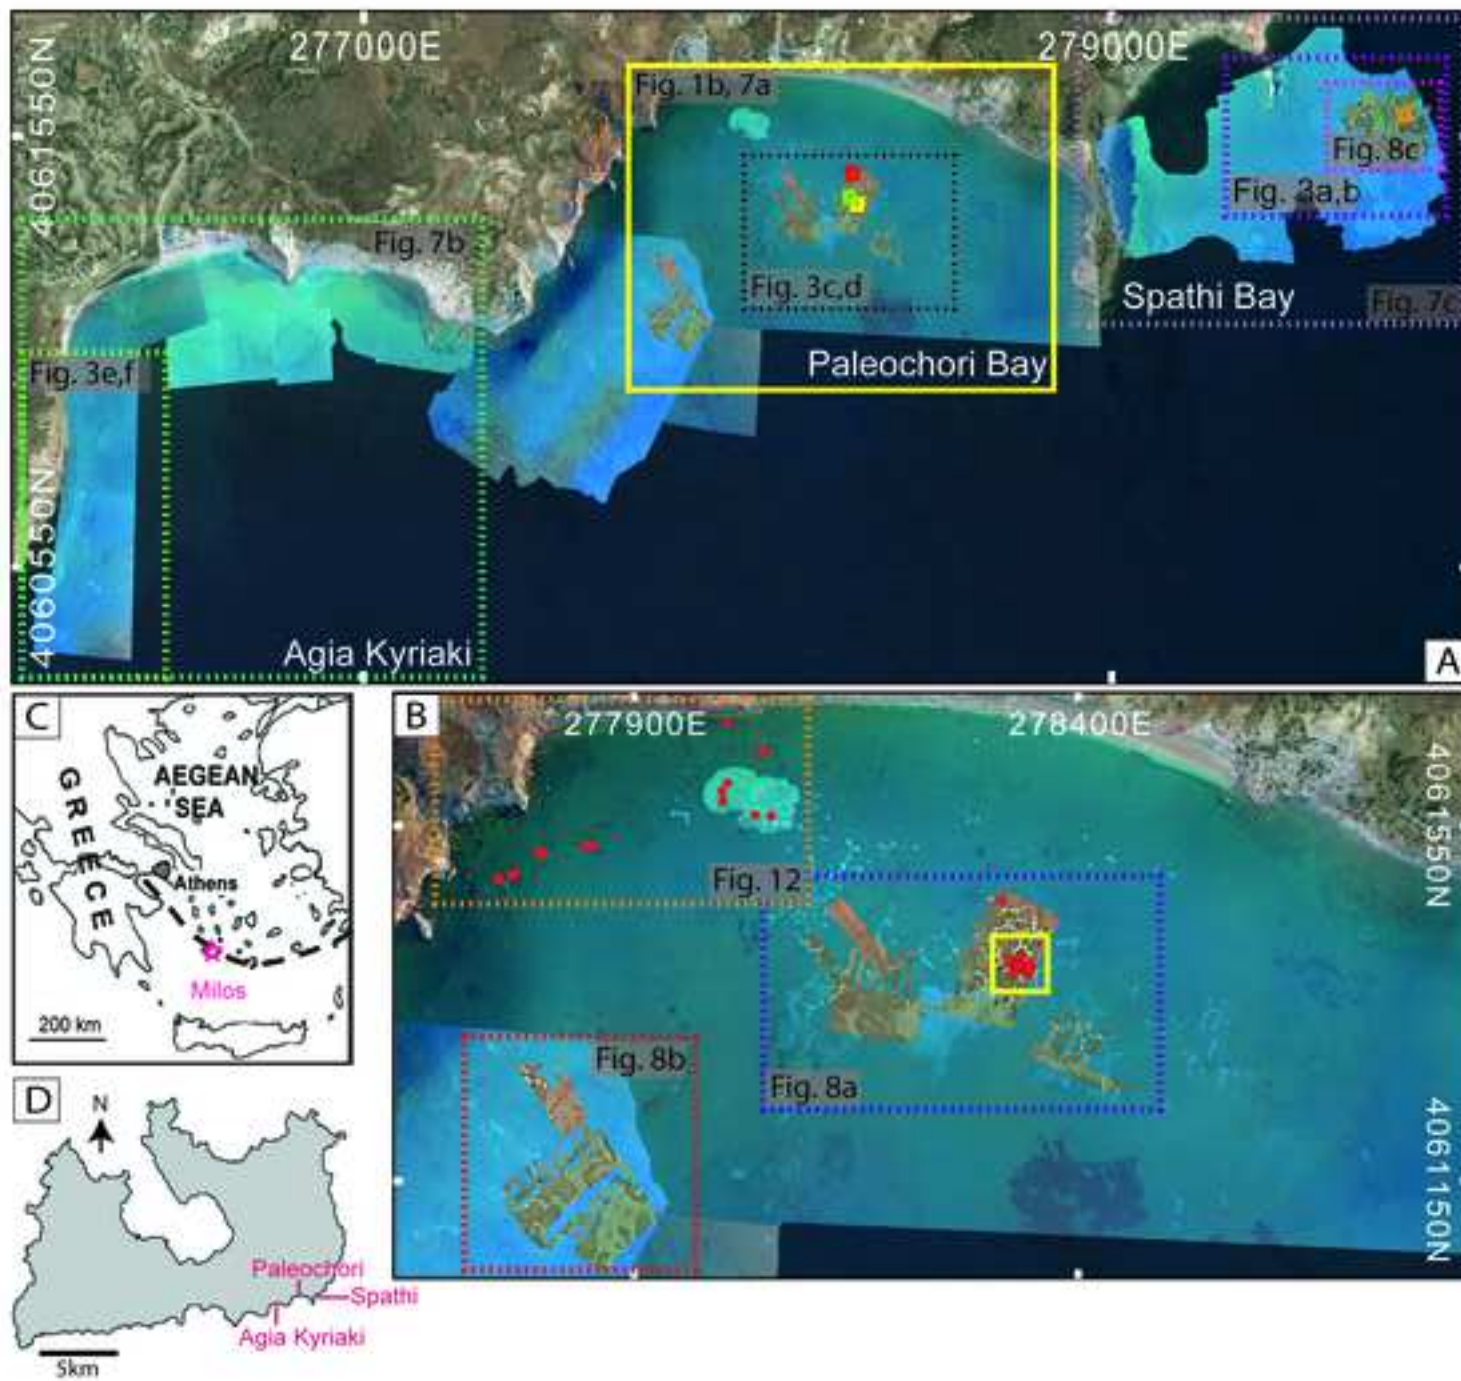 277000E
279000E
4061550N
4060550N
Fig. 1b, 7a
Fig. 8c
Fig. 3a,b
Fig. 7b
Fig. 3c,d
Spathi Bay
Fig. 7c
Paleochori Bay
Fig. 3e,f
Agia Kyriaki
A
C
GREECE
AEGEAN
SEA
Athens
Milos
200 km
B
277900E
278400E
4061550N
4061150N
Fig. 12
Fig. 8b
Fig. 8a
D
N
Paleochori
Spathi
Agia Kyriaki
5km